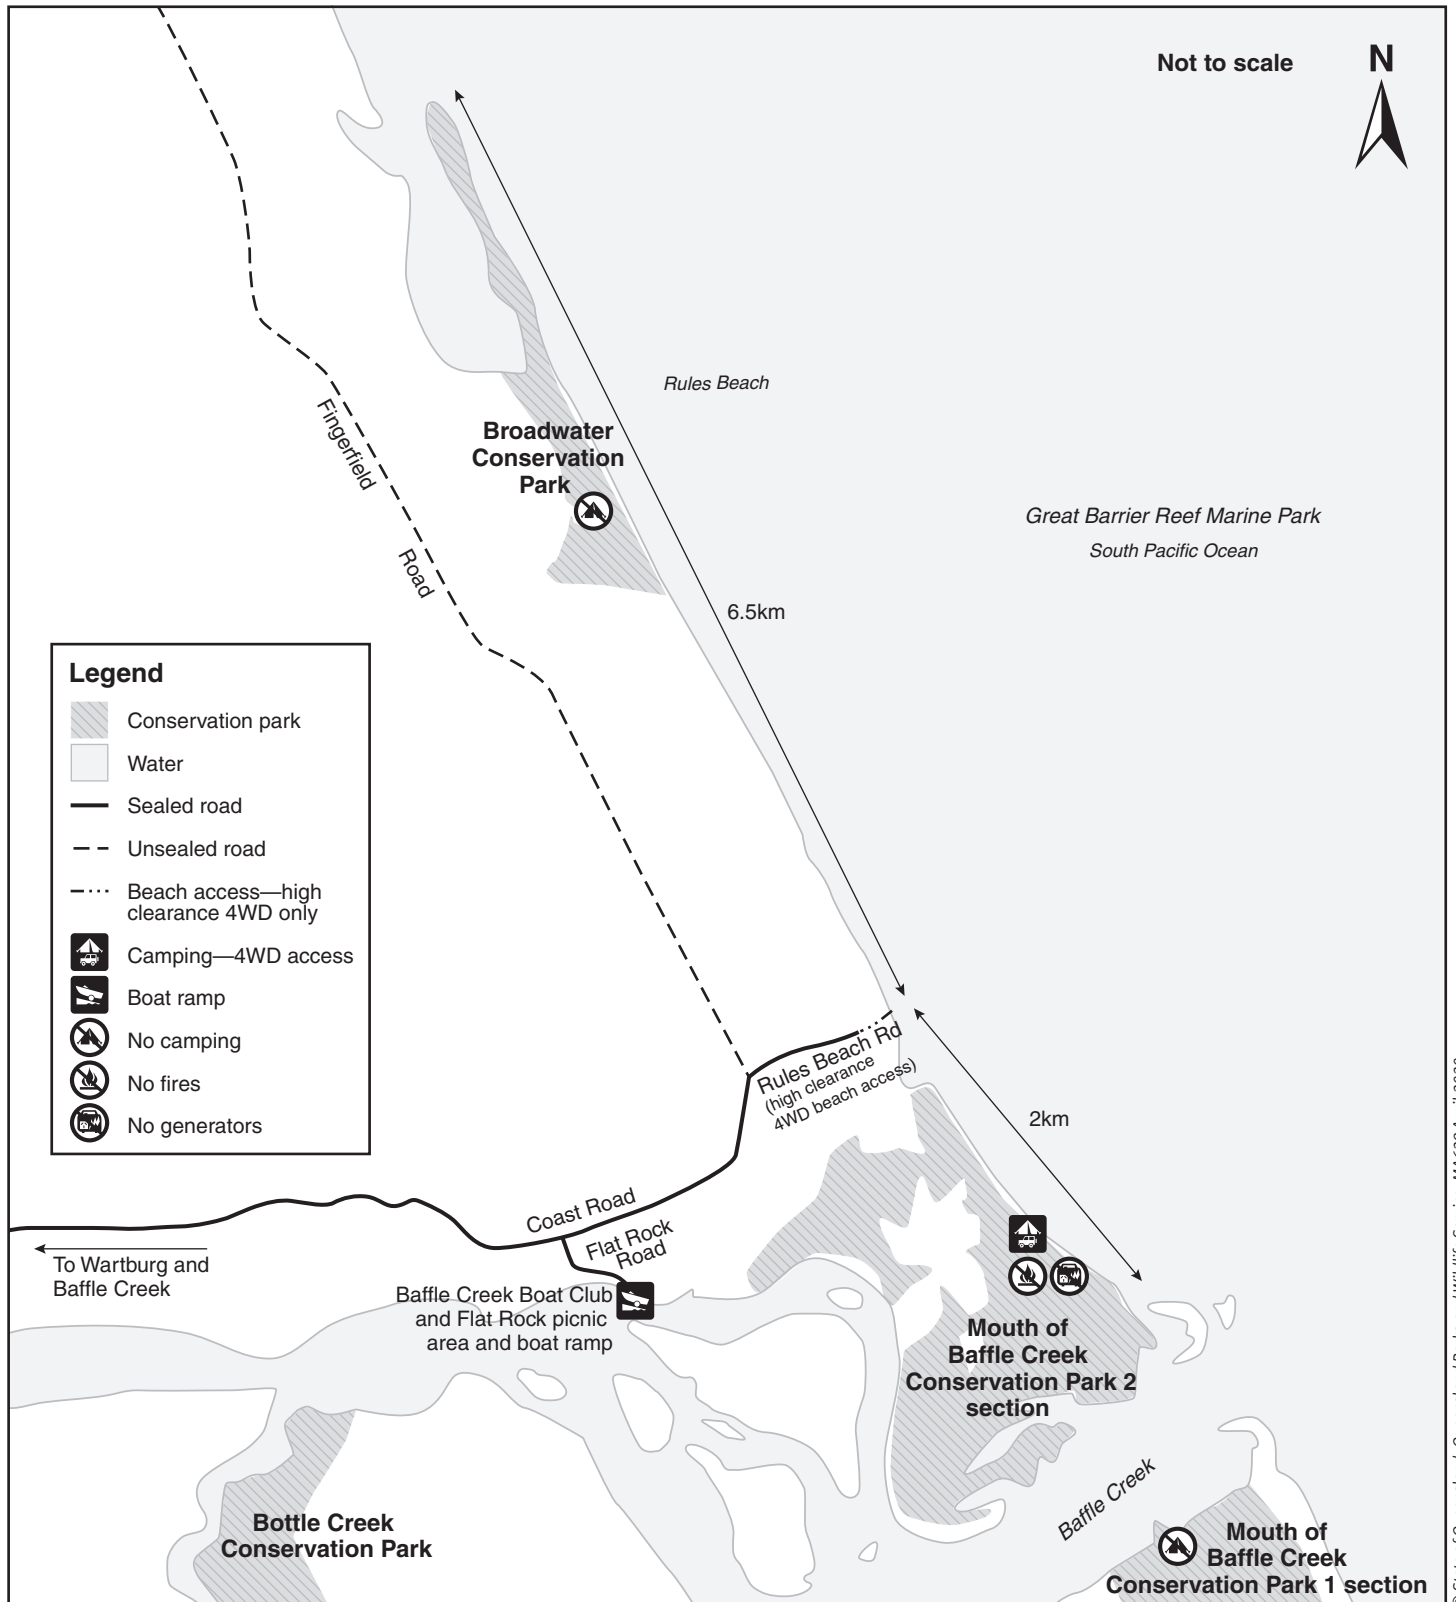 Not to scale
N
Rules Beach
Broadwater
Conservation
Park
Great Barrier Reef Marine Park
South Pacific Ocean
Fingerfield
Road
6.5km
Legend
Conservation park
Water
Sealed road
Unsealed road
Beach access—high
clearance 4WD only
Camping—4WD access
Boat ramp
No camping
No fires
No generators
Rules Beach Rd
(high clearance
4WD beach access)
2km
Coast Road
Flat Rock
Road
To Wartburg and
Baffle Creek
Baffle Creek Boat Club
and Flat Rock picnic
area and boat ramp
Mouth of
Baffle Creek
Conservation Park 2
section
Baffle Creek
Bottle Creek
Conservation Park
Mouth of
Baffle Creek
Conservation Park 1 section